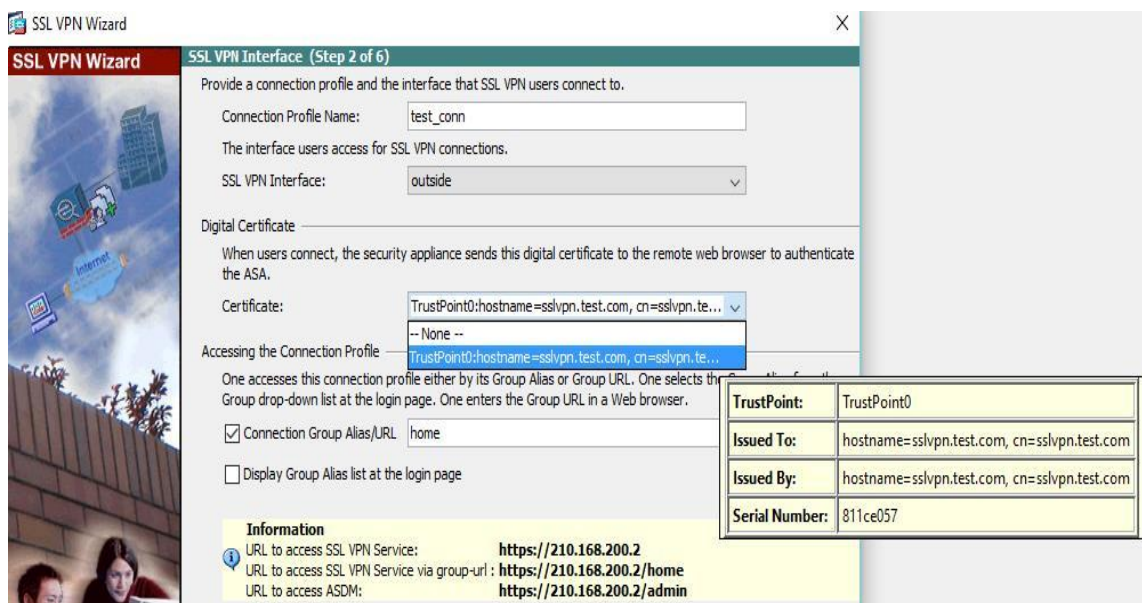 SSL VPN Wizard
X
SSL VPN Wizard
SSL VPN Interface (Step 2 of 6)
Provide a connection profile and the interface that SSL VPN users connect to.
Connection Profile Name: test_conn
The interface users access for SSL VPN connections.
SSL VPN Interface: outside
Digital Certificate
When users connect, the security appliance sends this digital certificate to the remote web browser to authenticate
the ASA.
Certificate: TrustPoint0:hostname=sslvpn.test.com, cn=sslvpn.te...
-- None --
TrustPoint0:hostname=sslvpn.test.com, cn=sslvpn.te...
Accessing the Connection Profile
One accesses this connection profile either by its Group Alias or Group URL. One selects the
Group drop-down list at the login page. One enters the Group URL in a Web browser.
Connection Group Alias/URL home
Display Group Alias list at the login page
TrustPoint: TrustPoint0
Issued To: hostname=sslvpn.test.com, cn=sslvpn.test.com
Issued By: hostname=sslvpn.test.com, cn=sslvpn.test.com
Serial Number: 811ce057
Information
URL to access SSL VPN Service: https://210.168.200.2
URL to access SSL VPN Service via group-url : https://210.168.200.2/home
URL to access ASDM: https://210.168.200.2/admin
Internet